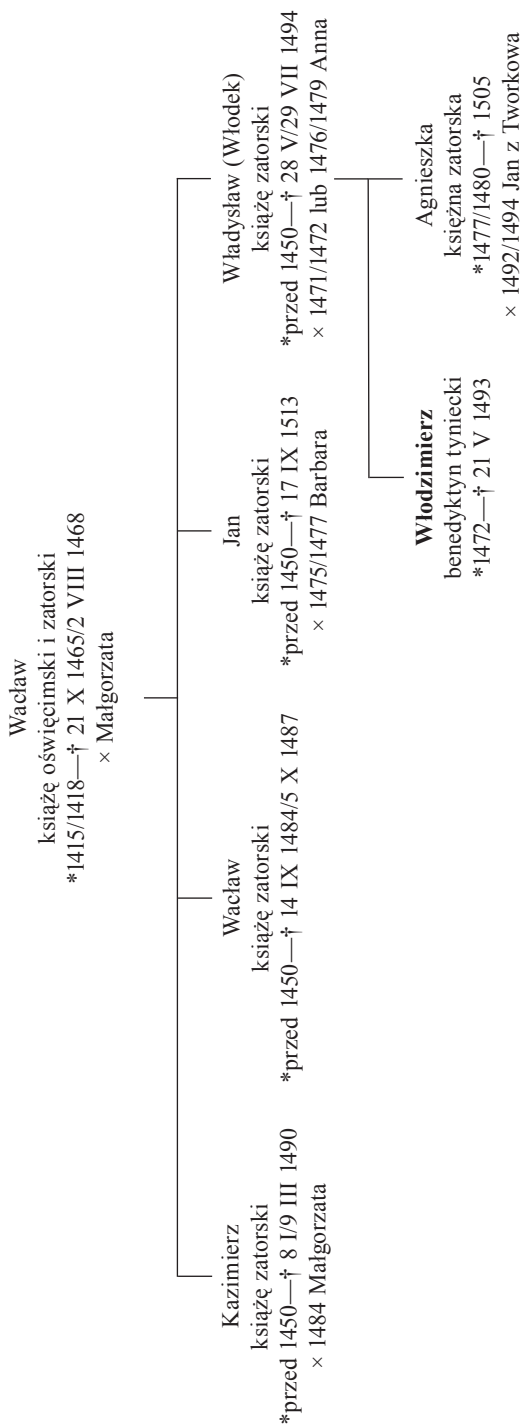 Wacław
książę oświęcimski i zatorski
*1415/1418—† 21 X 1465/2 VIII 1468
× Małgorzata
Kazimierz
książę zatorski
*przed 1450—† 8 I/9 III 1490
× 1484 Małgorzata
Wacław
książę zatorski
*przed 1450—† 14 IX 1484/5 X 1487
Jan
książę zatorski
*przed 1450—† 17 IX 1513
× 1475/1477 Barbara
Władysław (Włodek)
książę zatorski
*przed 1450—† 28 V/29 VII 1494
× 1471/1472 lub 1476/1479 Anna
Włodzimierz
benedyktyn tyniecki
*1472—† 21 V 1493
Agnieszka
księżna zatorska
*1477/1480—† 1505
× 1492/1494 Jan z Tworkowa